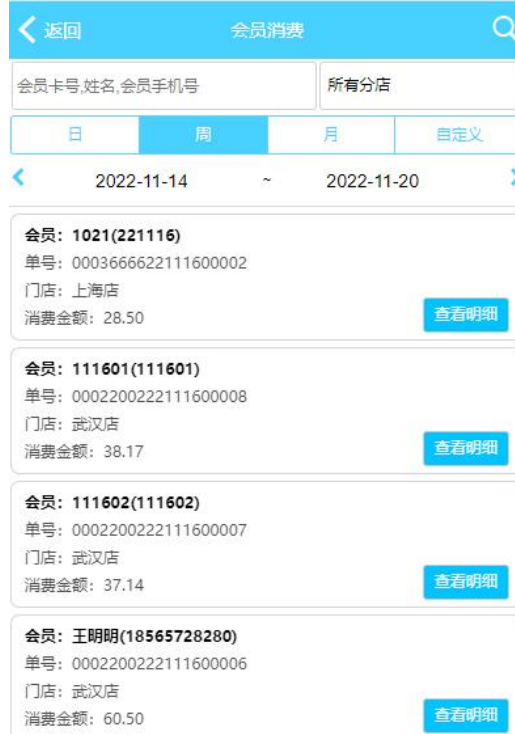 返回 会员消费
会员卡号,姓名,会员手机号 所有分店
日 周 月 自定义
2022-11-14 ~ 2022-11-20
会员：1021(221116)
单号：0003666622111600002
门店：上海店
消费金额：28.50 查看明细
会员：111601(111601)
单号：0002200222111600008
门店：武汉店
消费金额：38.17 查看明细
会员：111602(111602)
单号：0002200222111600007
门店：武汉店
消费金额：37.14 查看明细
会员：王明明(18565728280)
单号：0002200222111600006
门店：武汉店
消费金额：60.50 查看明细